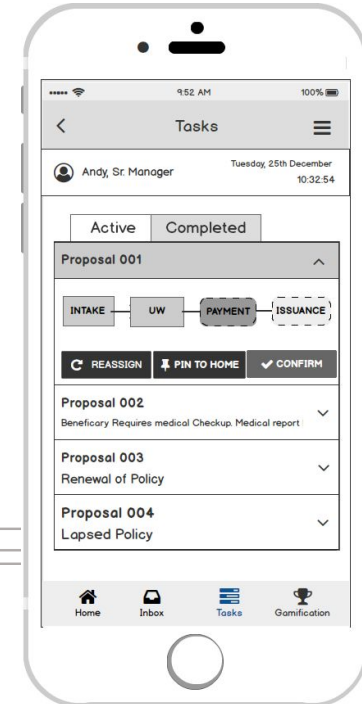 9:52 AM 100%
Tasks
Andy, Sr. Manager Tuesday, 25th December
10:32:54
Active Completed
Proposal 001
INTAKE UW PAYMENT ISSUANCE
REASSIGN PIN TO HOME CONFIRM
Proposal 002
Beneficary Requires medical Checkup. Medical report
Proposal 003
Renewal of Policy
Proposal 004
Lapsed Policy
Home Inbox Tasks Gamification